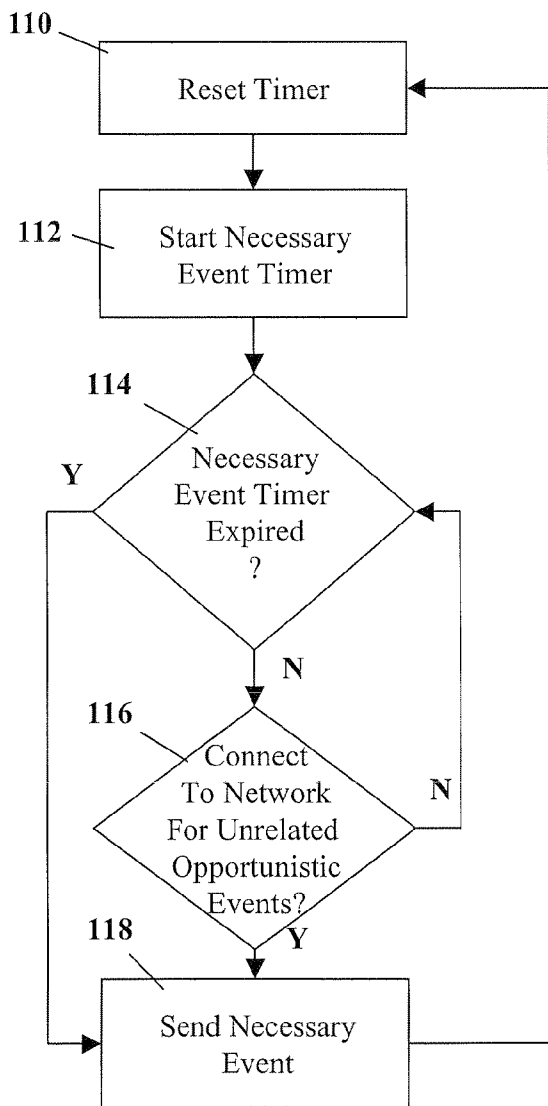 110
Reset Timer
112
Start Necessary
Event Timer
114
Y
Necessary
Event Timer
Expired
?
N
116
Connect
To Network
For Unrelated
Opportunistic
Events?
N
118
Y
Send Necessary
Event